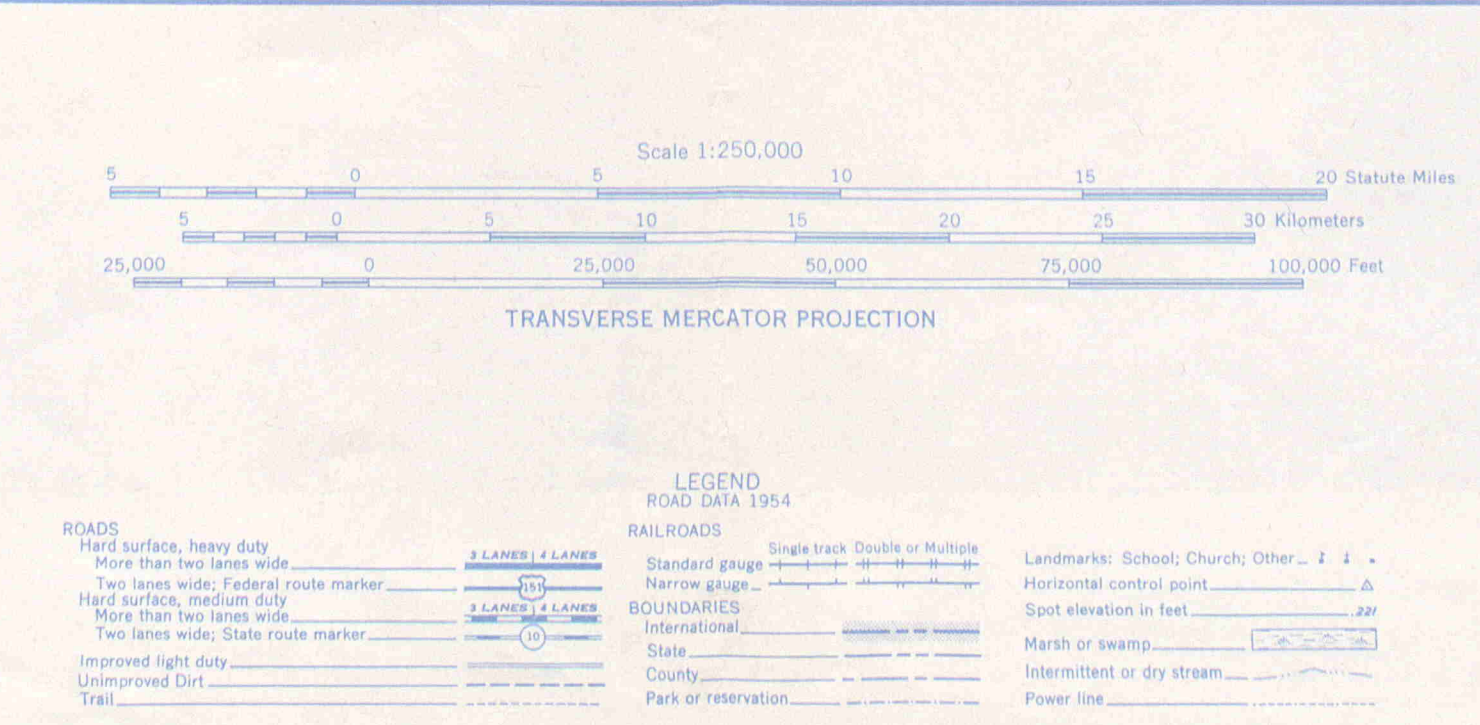 Scale 1:250,000
5 0 5 10 15 20 Statute Miles
5 0 5 10 15 20 25 30 Kilometers
25,000 0 25,000 50,000 75,000 100,000 Feet
TRANSVERSE MERCATOR PROJECTION
LEGEND
ROAD DATA 1954
ROADS
Hard surface, heavy duty
More than two lanes wide 3 LANES | 4 LANES
Two lanes wide; Federal route marker 151
Hard surface, medium duty
More than two lanes wide 3 LANES | 4 LANES
Two lanes wide; State route marker 10
Improved light duty
Unimproved Dirt
Trail
RAILROADS
Single track Double or Multiple
Standard gauge
Narrow gauge
BOUNDARIES
International
State
County
Park or reservation
Landmarks: School; Church; Other
Horizontal control point
Spot elevation in feet .221
Marsh or swamp
Intermittent or dry stream
Power line